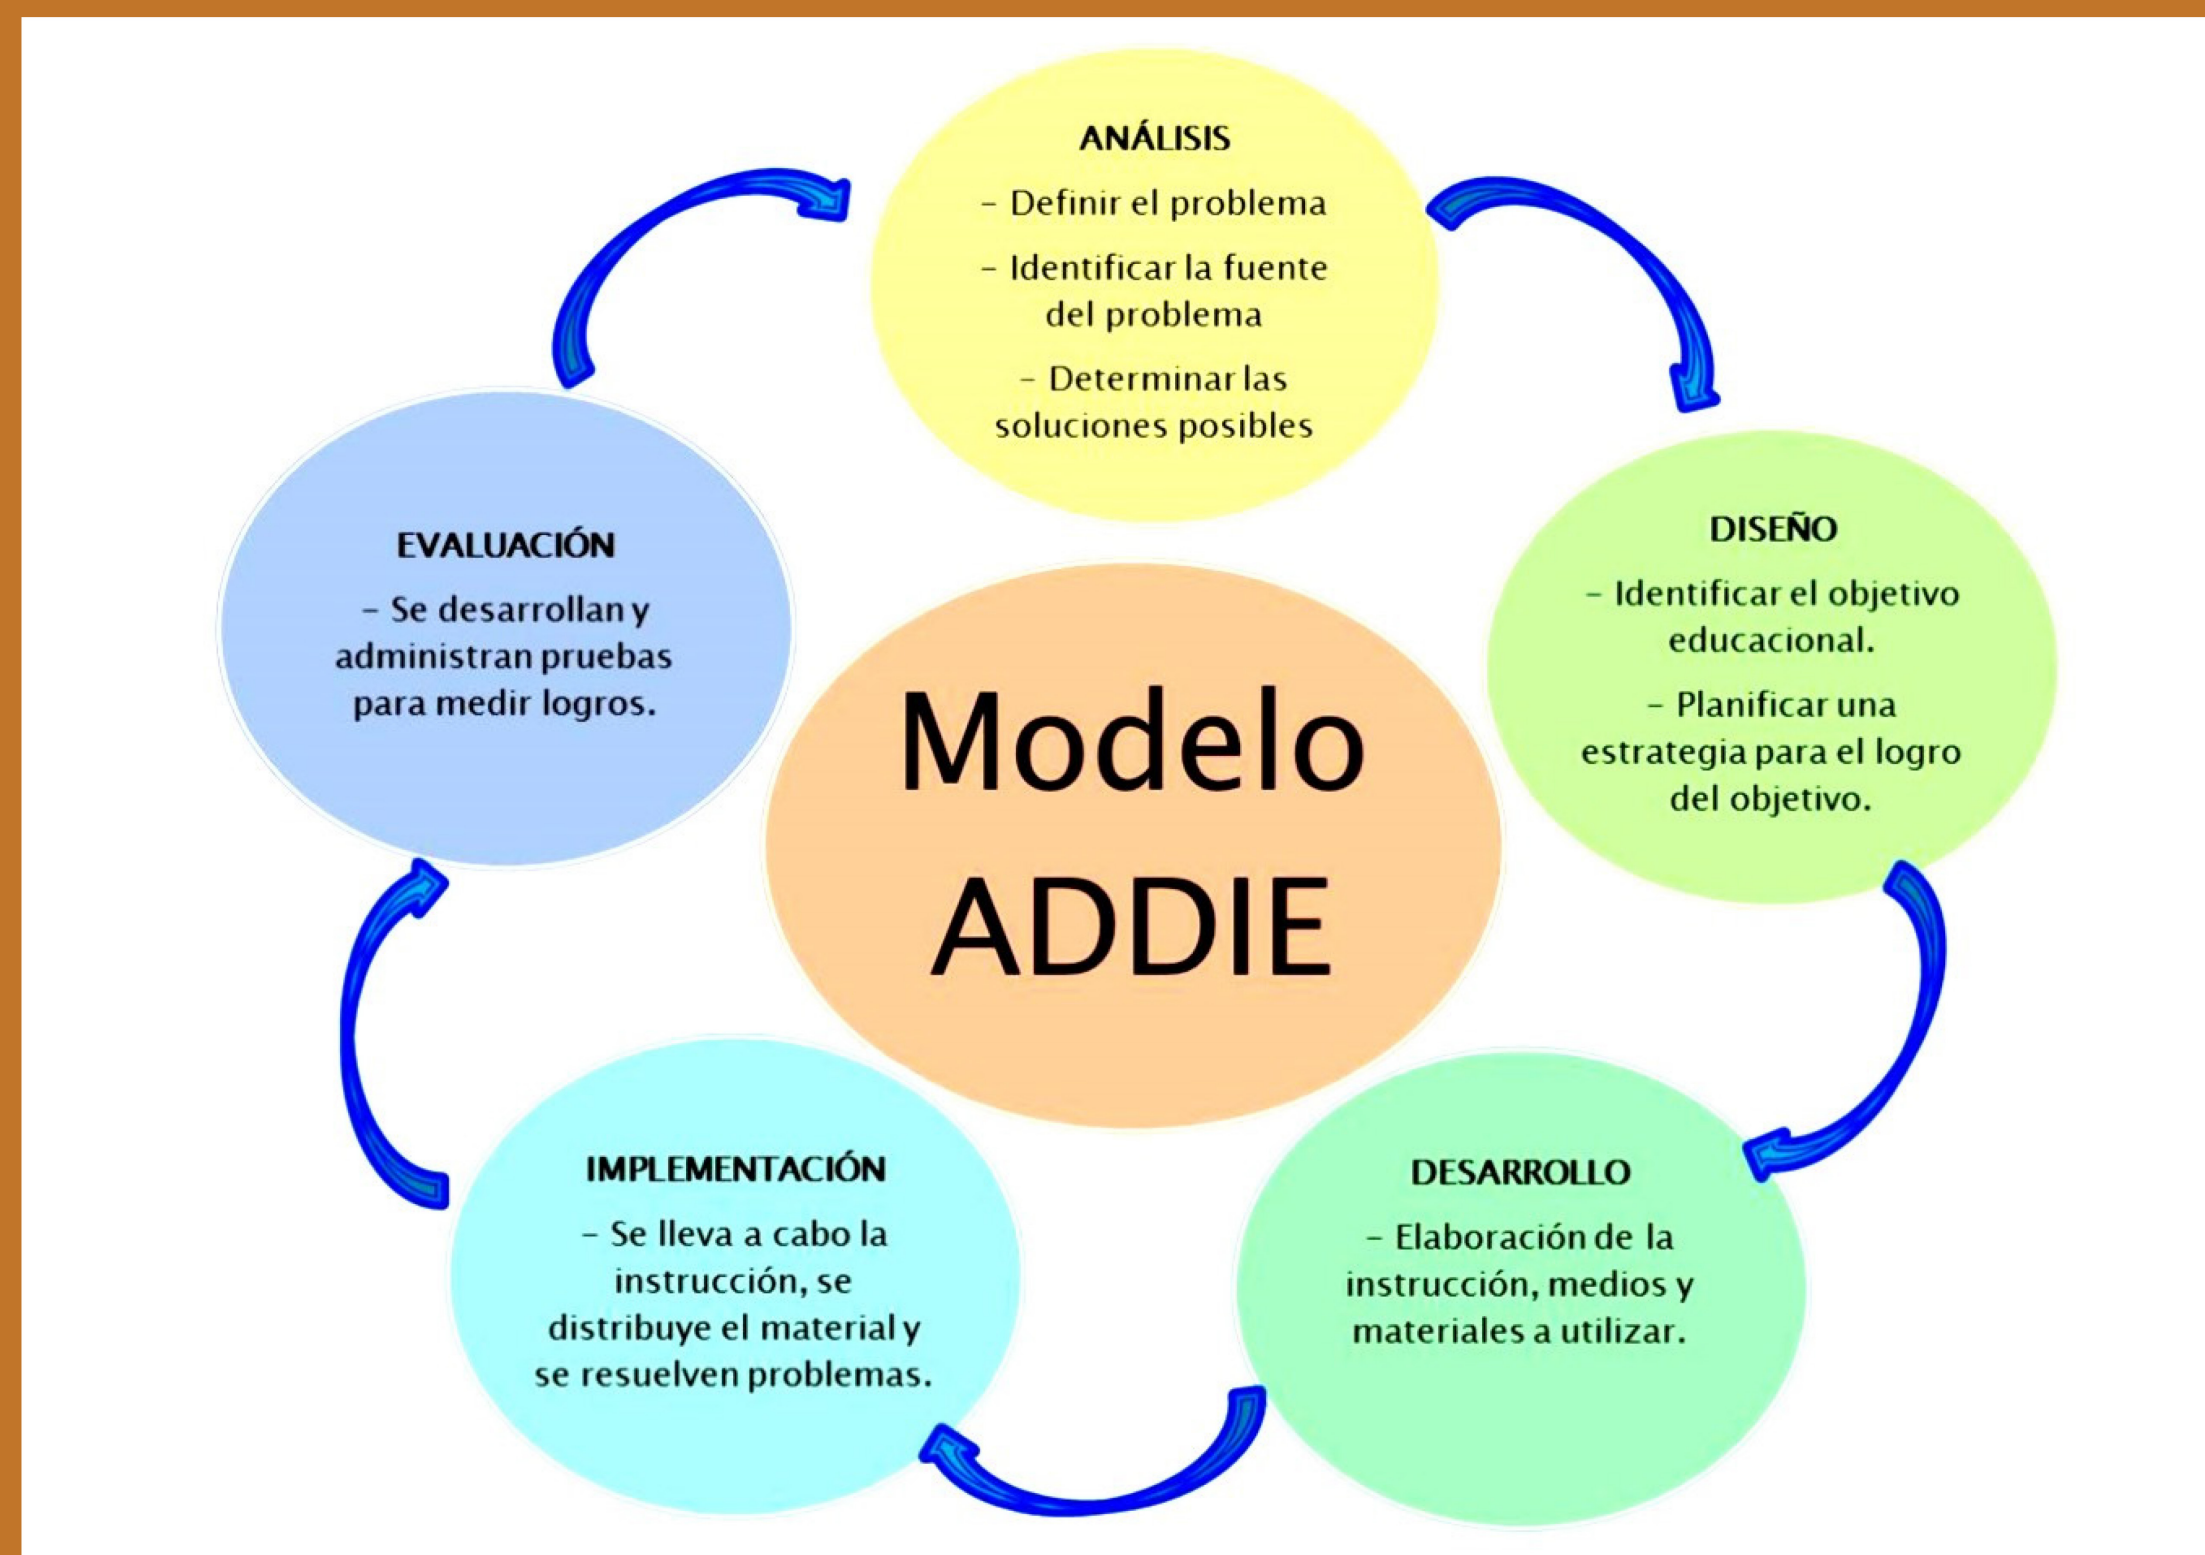 ANÁLISIS
- Definir el problema
- Identificar la fuente
del problema
- Determinar las
soluciones posibles
DISEÑO
- Identificar el objetivo
educacional.
- Planificar una
estrategia para el logro
del objetivo.
DESARROLLO
- Elaboración de la
instrucción, medios y
materiales a utilizar.
IMPLEMENTACIÓN
- Se lleva a cabo la
instrucción, se
distribuye el material y
se resuelven problemas.
EVALUACIÓN
- Se desarrollan y
administran pruebas
para medir logros.
Modelo
ADDIE